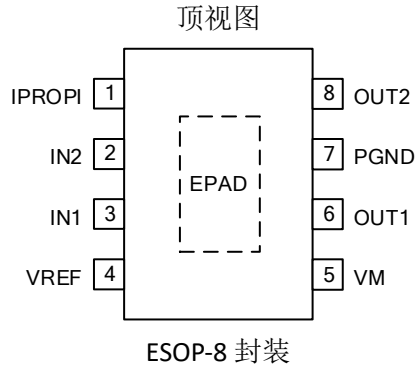 顶视图
IPROPI 1 8 OUT2
IN2 2 7 PGND
EPAD
IN1 3 6 OUT1
VREF 4 5 VM
ESOP-8 封装